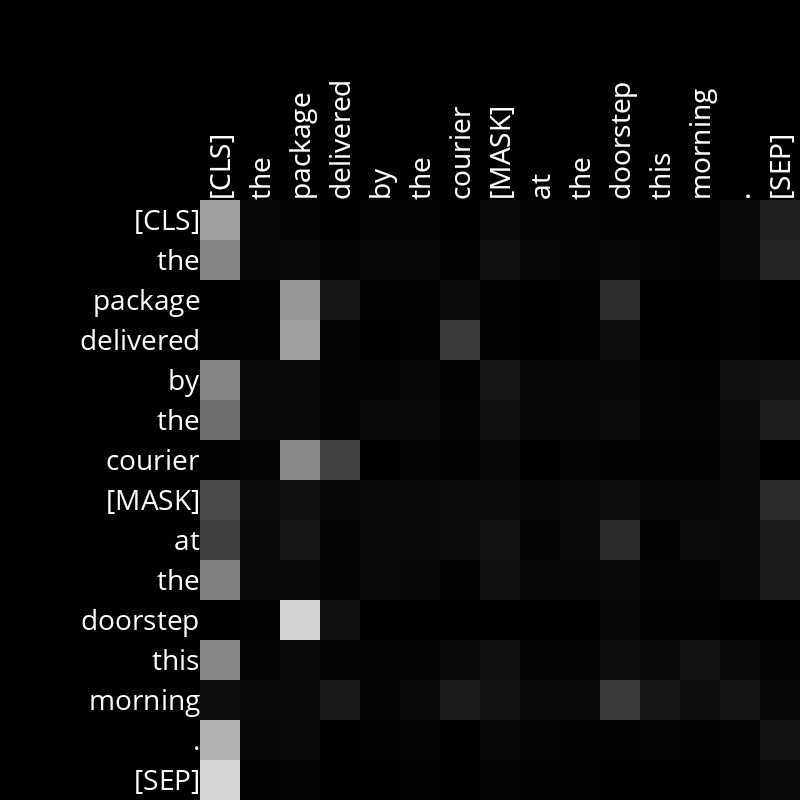 [CLS] the package delivered by the courier [MASK] at the doorstep this morning . [SEP]
[CLS]
the
package
delivered
by
the
courier
[MASK]
at
the
doorstep
this
morning
.
[SEP]